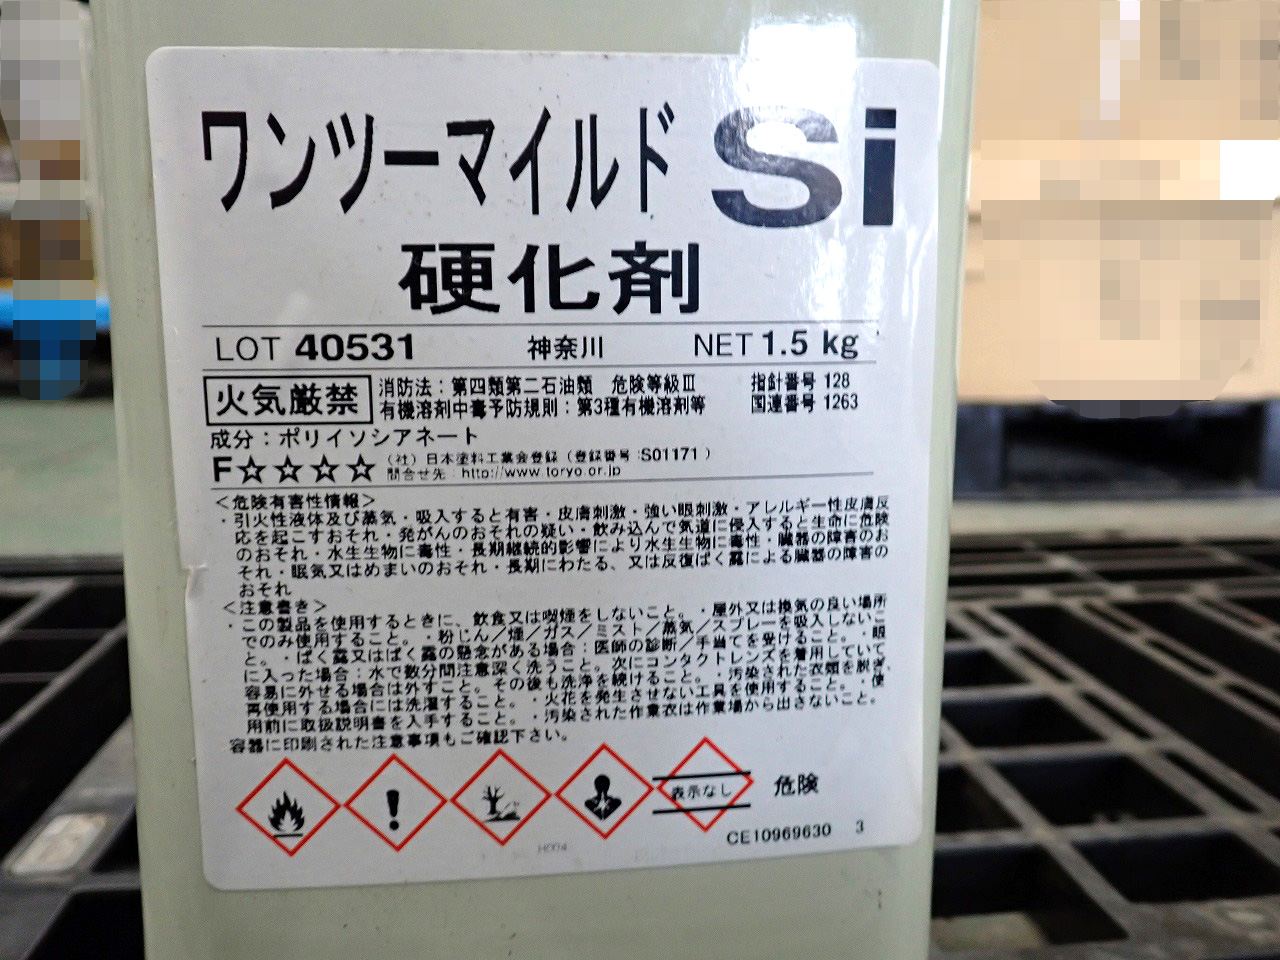 ワンツーマイルド Si
硬化剤
LOT 40531 神奈川 NET 1.5 kg
火気厳禁
消防法：第四類第二石油類 危険等級Ⅲ 指針番号 128
有機溶剤中毒予防規則：第3種有機溶剤等 国連番号 1263
成分：ポリイソシアネート
F☆☆☆☆
（社）日本塗料工業会登録（登録番号：S01171）
問合せ先：http://www.toryo.or.jp
＜危険有害性情報＞
・引火性液体及び蒸気・吸入すると有害・皮膚刺激・強い眼刺激・アレルギー性皮膚反
応を起こすおそれ・発がんのおそれの疑い・飲み込んで気道に侵入すると生命に危険
のおそれ・水生生物に毒性・長期継続的影響により水生生物に毒性・臓器の障害のお
それ・眠気又はめまいのおそれ・長期にわたる、又は反復ばく露による臓器の障害の
おそれ
＜注意書き＞
・この製品を使用するときに、飲食又は喫煙をしないこと。・屋外又は換気の良い場所
でのみ使用すること。・粉じん／煙／ガス／ミスト／蒸気／スプレーを吸入しないこ
と。・ばく露又はばく露の懸念がある場合：医師の診断／手当てを受けること。・眼
に入った場合：水で数分間注意深く洗うこと。次にコンタクトレンズを着用していて
容易に外せる場合は外すこと。その後も洗浄を続けること。・汚染された衣類を脱ぎ、
再使用する場合には洗濯すること。・火花を発生させない工具を使用すること。・使
用前に取扱説明書を入手すること。・汚染された作業衣は作業場から出さないこと。
容器に印刷された注意事項もご確認下さい。
表示なし 危険
CE10969630 3
H004